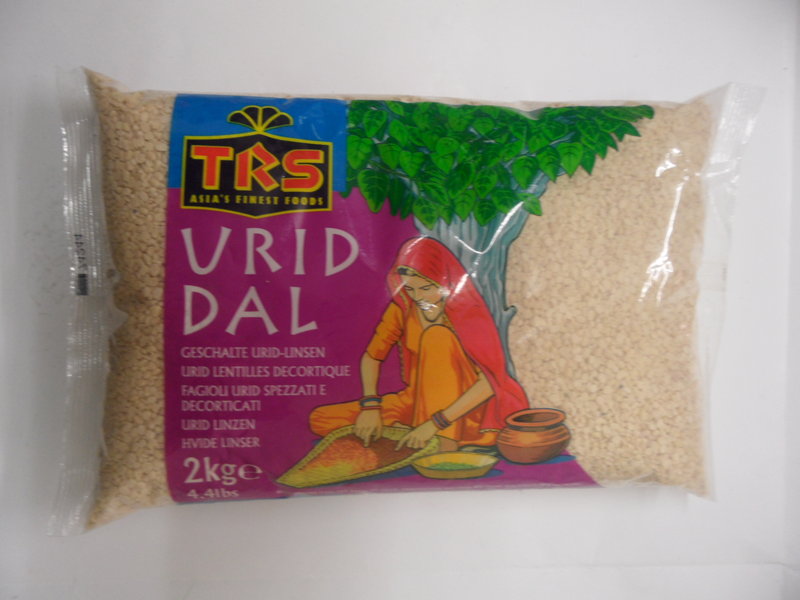 TRS
ASIA'S FINEST FOODS
URID
DAL
GESCHALTE URID-LINSEN
URID LENTILLES DECORTIQUE
FAGIOLI URID SPEZZATI E
DECORTICATI
URID LINZEN
HVIDE LINSER
2kg℮
4.4lbs